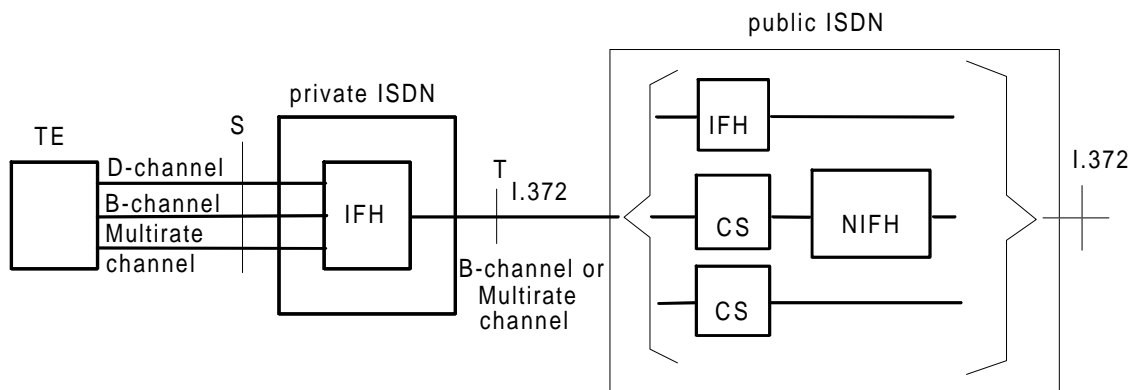 public ISDN
private ISDN
TE
S
D-channel
B-channel
Multirate
channel
IFH
T
I.372
B-channel or
Multirate
channel
IFH
CS
NIFH
CS
I.372